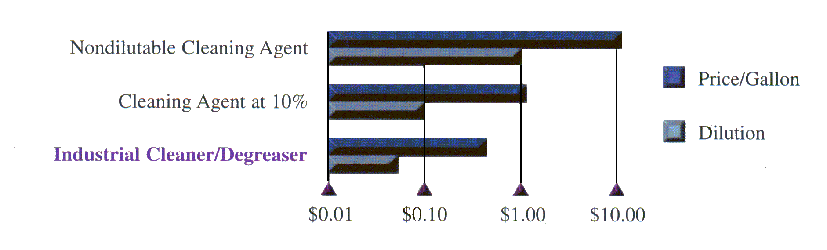 Nondilutable Cleaning Agent
Cleaning Agent at 10%
Industrial Cleaner/Degreaser
Price/Gallon
Dilution
$0.01 $0.10 $1.00 $10.00